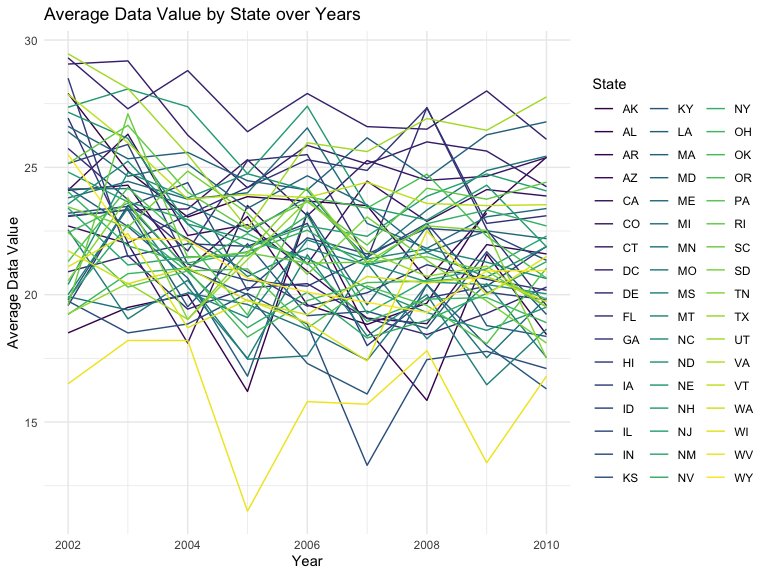 Average Data Value by State over Years
30
25
20
15
Average Data Value
2002
2004
2006
2008
2010
Year
State
AK
AL
AR
AZ
CA
CO
CT
DC
DE
FL
GA
HI
IA
ID
IL
IN
KS
KY
LA
MA
MD
ME
MI
MN
MO
MS
MT
NC
ND
NE
NH
NJ
NM
NV
NY
OH
OK
OR
PA
RI
SC
SD
TN
TX
UT
VA
VT
WA
WI
WV
WY